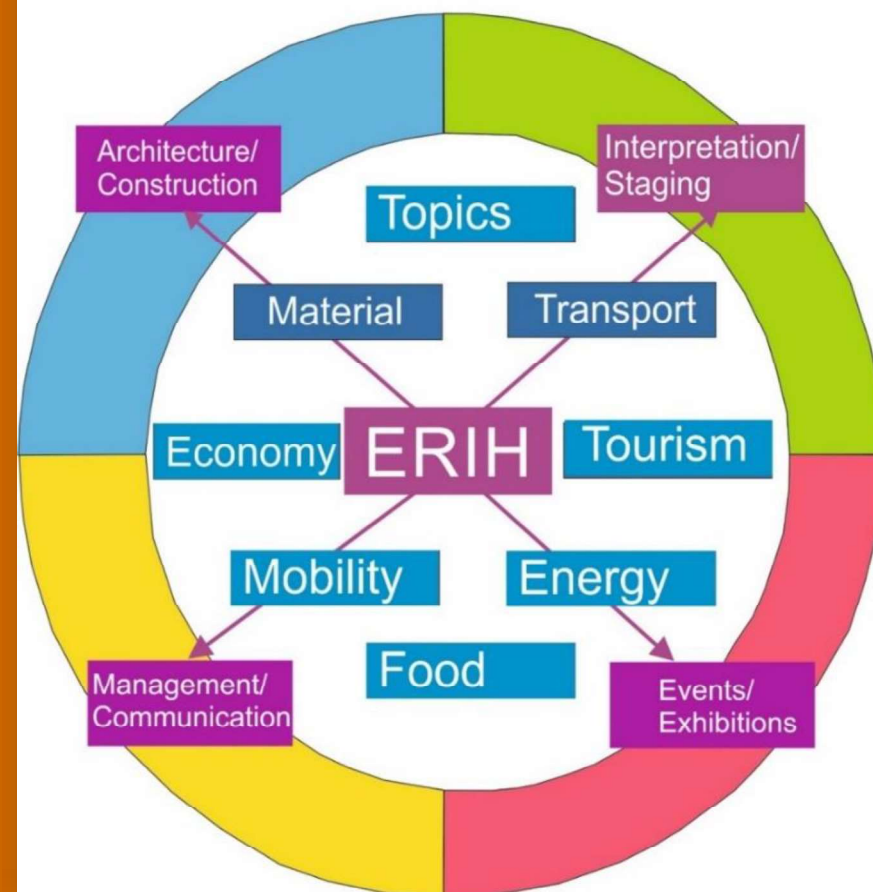 Architecture/
Construction
Interpretation/
Staging
Topics
Material
Transport
Economy
ERIH
Tourism
Mobility
Energy
Food
Management/
Communication
Events/
Exhibitions